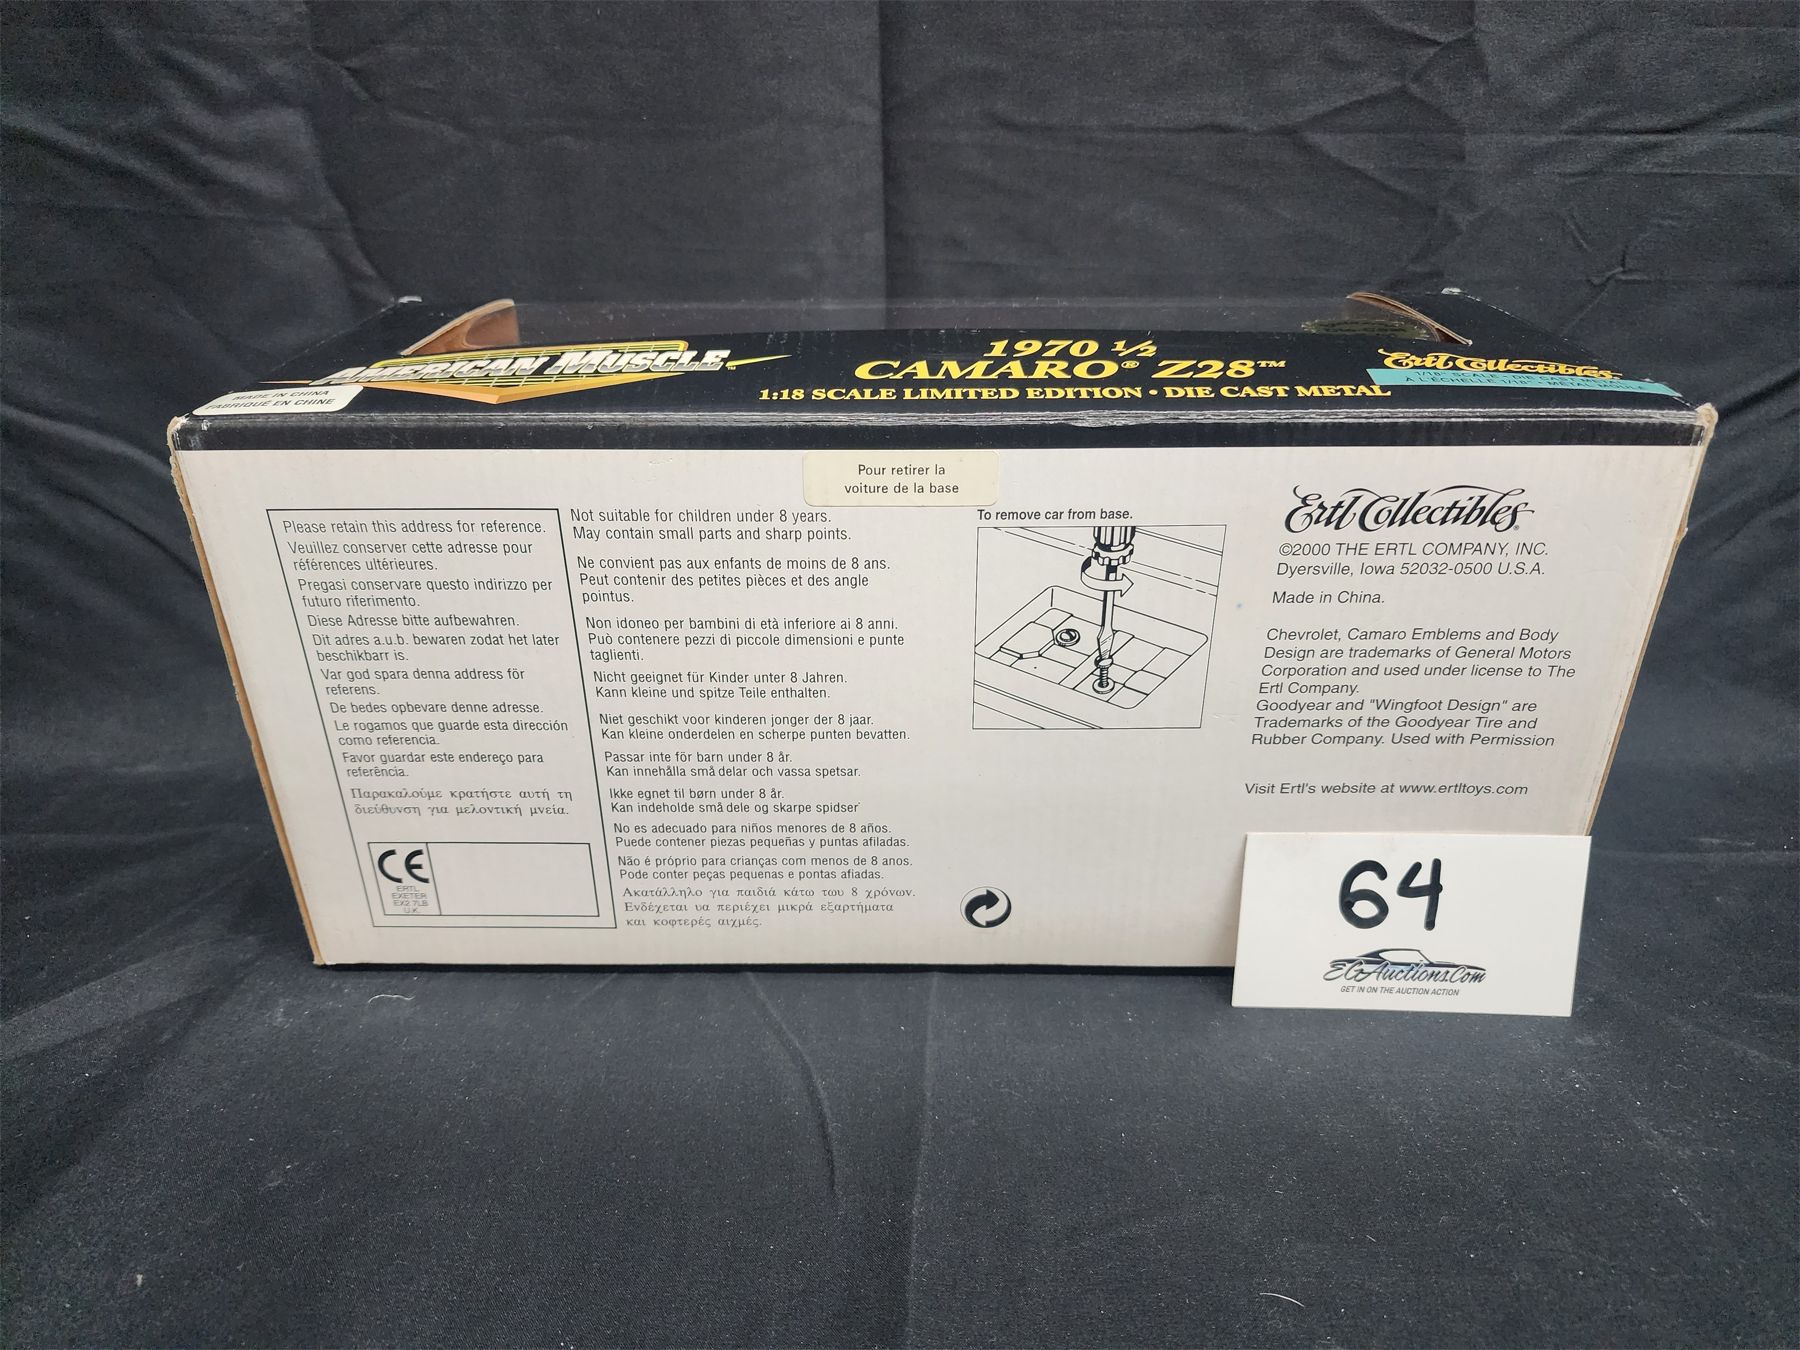 AMERICAN MUSCLE™
MADE IN CHINA
FABRIQUÉ EN CHINE
1970 ½
CAMARO® Z28™
1:18 SCALE LIMITED EDITION • DIE CAST METAL
Ertl Collectibles
1/18° SCALE • DIE CAST METAL
À L'ÉCHELLE 1/18° • MÉTAL MOULÉ
Pour retirer la
voiture de la base
Please retain this address for reference.
Veuillez conserver cette adresse pour
références ultérieures.
Pregasi conservare questo indirizzo per
futuro riferimento.
Diese Adresse bitte aufbewahren.
Dit adres a.u.b. bewaren zodat het later
beschikbarr is.
Var god spara denna address för
referens.
De bedes opbevare denne adresse.
Le rogamos que guarde esta dirección
como referencia.
Favor guardar este endereço para
referência.
Παρακαλούμε κρατήστε αυτή τη
διεύθυνση για μελοντική μνεία.
CE
ERTL
EXETER
EX2 7LB
U.K.
Not suitable for children under 8 years.
May contain small parts and sharp points.
Ne convient pas aux enfants de moins de 8 ans.
Peut contenir des petites pièces et des angle
pointus.
Non idoneo per bambini di età inferiore ai 8 anni.
Può contenere pezzi di piccole dimensioni e punte
taglienti.
Nicht geeignet für Kinder unter 8 Jahren.
Kann kleine und spitze Teile enthalten.
Niet geschikt voor kinderen jonger der 8 jaar.
Kan kleine onderdelen en scherpe punten bevatten.
Passar inte för barn under 8 år.
Kan innehålla små delar och vassa spetsar.
Ikke egnet til børn under 8 år.
Kan indeholde små dele og skarpe spidser
No es adecuado para niños menores de 8 años.
Puede contener piezas pequeñas y puntas afiladas.
Não é próprio para crianças com menos de 8 anos.
Pode conter peças pequenas e pontas afiadas.
Ακατάλληλο για παιδιά κάτω του 8 χρόνων.
Ενδέχεται υα περιέχει μικρά εξαρτήματα
και κοφτερές αιχμές.
To remove car from base.
Ertl Collectibles®
©2000 THE ERTL COMPANY, INC.
Dyersville, Iowa 52032-0500 U.S.A.
Made in China.
Chevrolet, Camaro Emblems and Body
Design are trademarks of General Motors
Corporation and used under license to The
Ertl Company.
Goodyear and "Wingfoot Design" are
Trademarks of the Goodyear Tire and
Rubber Company. Used with Permission
Visit Ertl's website at www.ertltoys.com
64
EGAuctions.Com
GET IN ON THE AUCTION ACTION